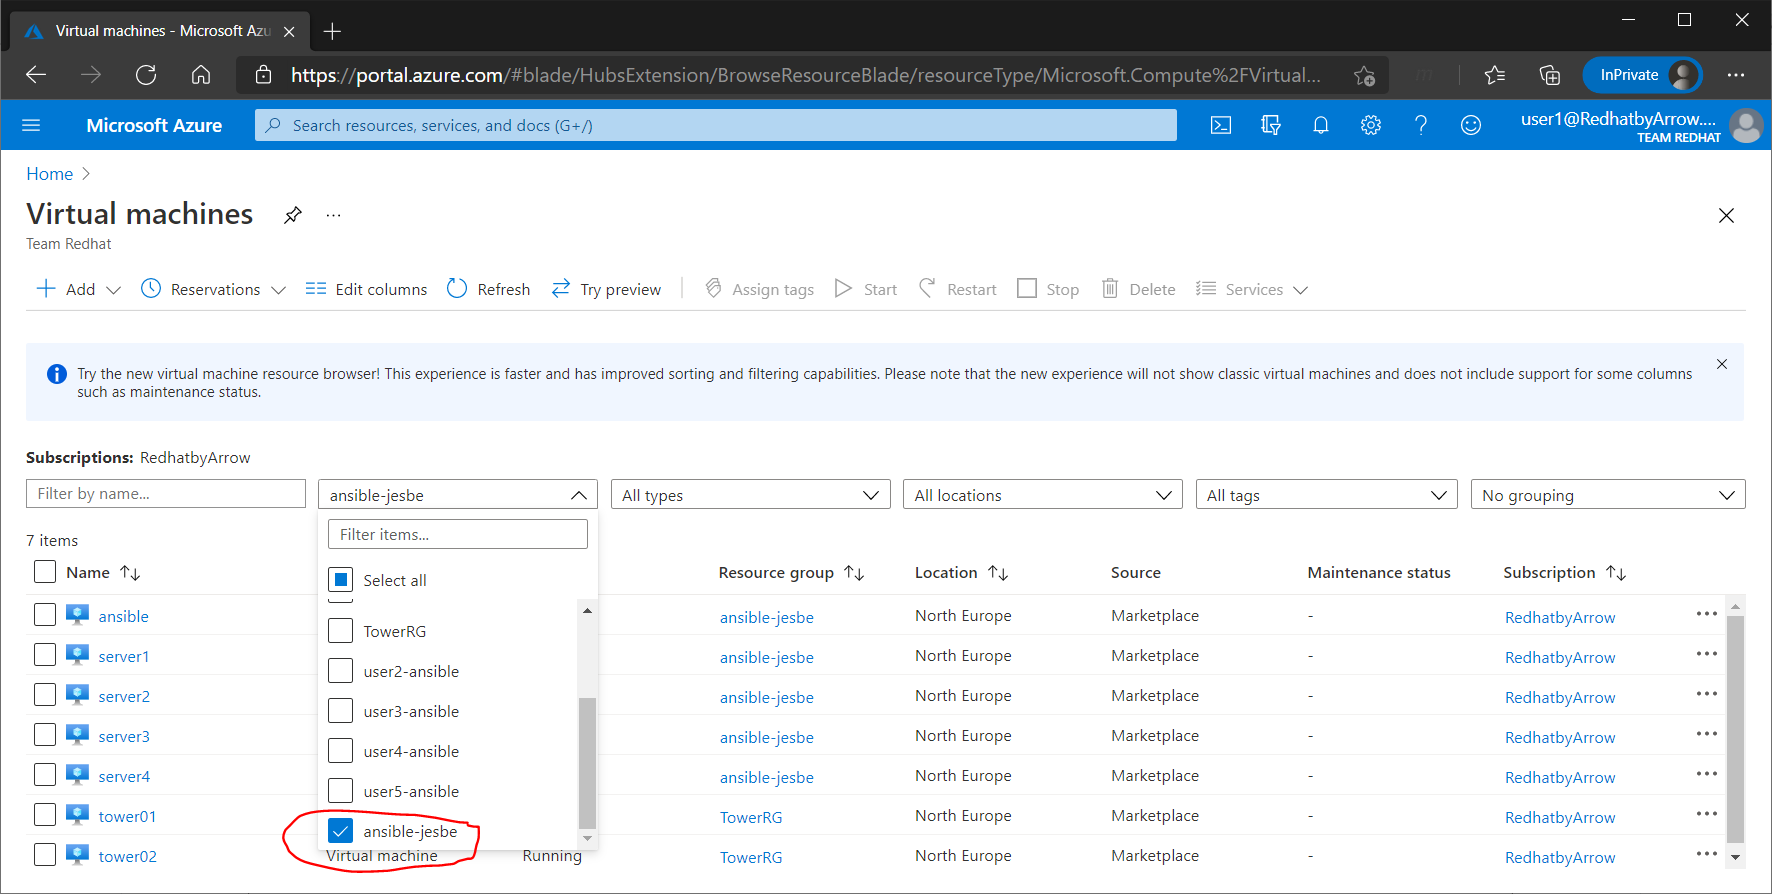 Virtual machines - Microsoft Azu
https://portal.azure.com/#blade/HubsExtension/BrowseResourceBlade/resourceType/Microsoft.Compute%2FVirtual...
InPrivate
Microsoft Azure
Search resources, services, and docs (G+/)
user1@RedhatbyArrow....
TEAM REDHAT
Home
Virtual machines
Team Redhat
Add Reservations Edit columns Refresh Try preview Assign tags Start Restart Stop Delete Services
Try the new virtual machine resource browser! This experience is faster and has improved sorting and filtering capabilities. Please note that the new experience will not show classic virtual machines and does not include support for some columns
such as maintenance status.
Subscriptions: RedhatbyArrow
Filter by name... ansible-jesbe All types All locations All tags No grouping
Filter items...
Select all
TowerRG
user2-ansible
user3-ansible
user4-ansible
user5-ansible
ansible-jesbe
7 items
Name Resource group Location Source Maintenance status Subscription
ansible ansible-jesbe North Europe Marketplace - RedhatbyArrow
server1 ansible-jesbe North Europe Marketplace - RedhatbyArrow
server2 ansible-jesbe North Europe Marketplace - RedhatbyArrow
server3 ansible-jesbe North Europe Marketplace - RedhatbyArrow
server4 ansible-jesbe North Europe Marketplace - RedhatbyArrow
tower01 TowerRG North Europe Marketplace - RedhatbyArrow
tower02 Virtual machine Running TowerRG North Europe Marketplace - RedhatbyArrow